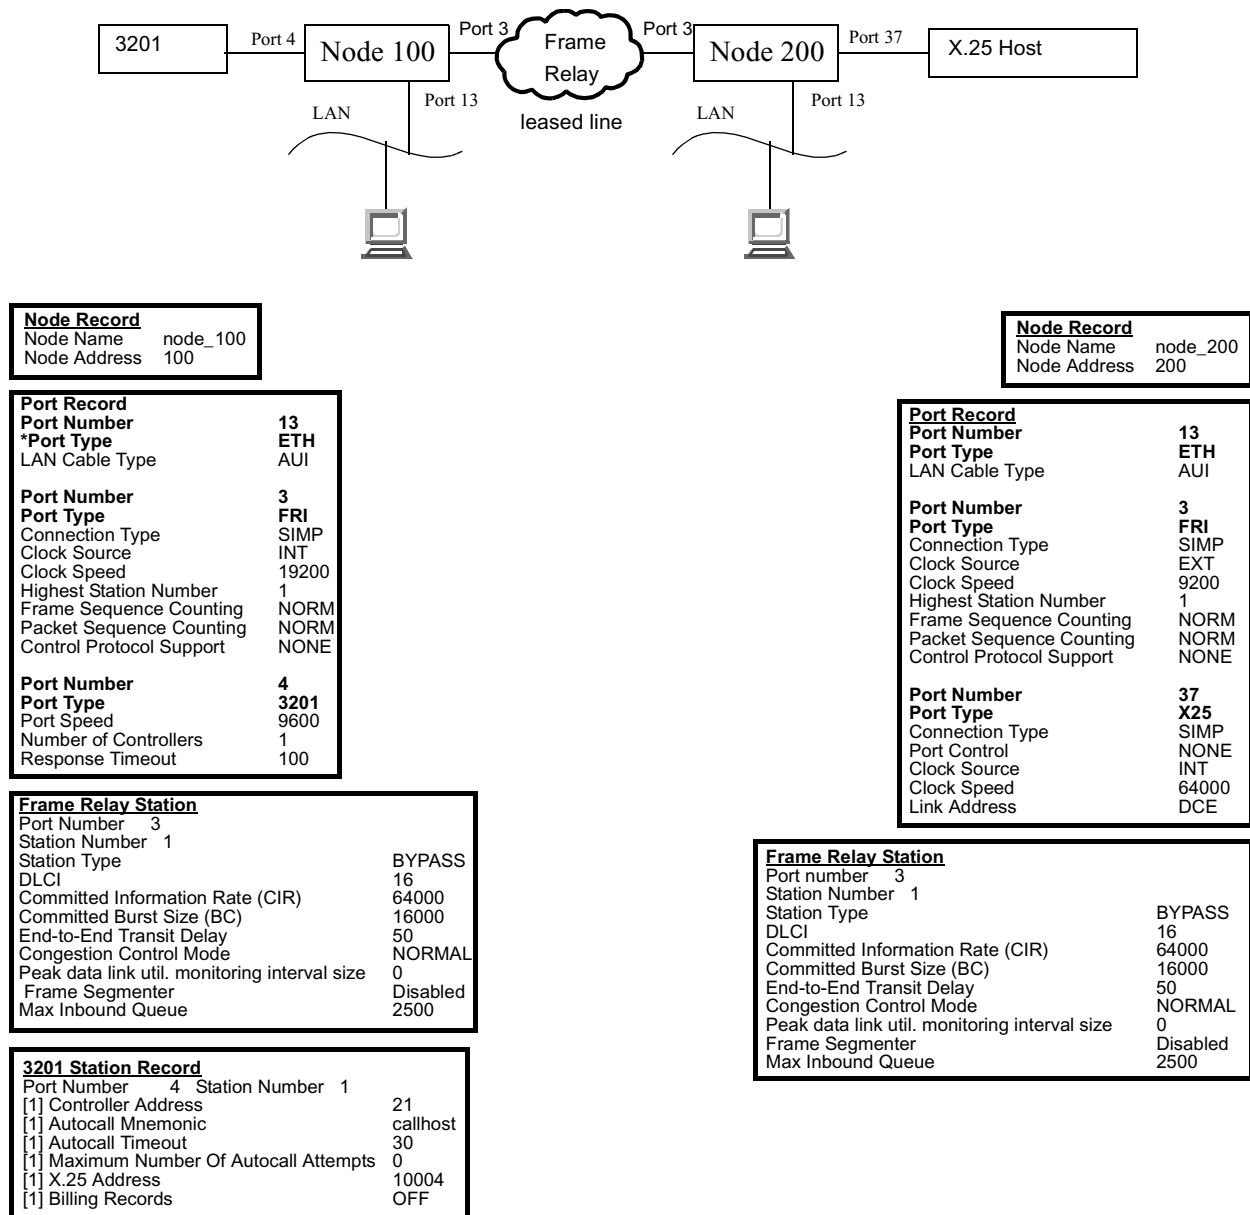 3201
Port 4
Node 100
Port 3
Frame
Relay
Port 3
Node 200
Port 37
X.25 Host
LAN
Port 13
leased line
LAN
Port 13
Node Record
Node Name node_100
Node Address 100
Port Record
Port Number 13
*Port Type ETH
LAN Cable Type AUI
Port Number 3
Port Type FRI
Connection Type SIMP
Clock Source INT
Clock Speed 19200
Highest Station Number 1
Frame Sequence Counting NORM
Packet Sequence Counting NORM
Control Protocol Support NONE
Port Number 4
Port Type 3201
Port Speed 9600
Number of Controllers 1
Response Timeout 100
Frame Relay Station
Port Number 3
Station Number 1
Station Type BYPASS
DLCI 16
Committed Information Rate (CIR) 64000
Committed Burst Size (BC) 16000
End-to-End Transit Delay 50
Congestion Control Mode NORMAL
Peak data link util. monitoring interval size 0
Frame Segmenter Disabled
Max Inbound Queue 2500
3201 Station Record
Port Number 4 Station Number 1
[1] Controller Address 21
[1] Autocall Mnemonic callhost
[1] Autocall Timeout 30
[1] Maximum Number Of Autocall Attempts 0
[1] X.25 Address 10004
[1] Billing Records OFF
Node Record
Node Name node_200
Node Address 200
Port Record
Port Number 13
Port Type ETH
LAN Cable Type AUI
Port Number 3
Port Type FRI
Connection Type SIMP
Clock Source EXT
Clock Speed 9200
Highest Station Number 1
Frame Sequence Counting NORM
Packet Sequence Counting NORM
Control Protocol Support NONE
Port Number 37
Port Type X25
Connection Type SIMP
Port Control NONE
Clock Source INT
Clock Speed 64000
Link Address DCE
Frame Relay Station
Port number 3
Station Number 1
Station Type BYPASS
DLCI 16
Committed Information Rate (CIR) 64000
Committed Burst Size (BC) 16000
End-to-End Transit Delay 50
Congestion Control Mode NORMAL
Peak data link util. monitoring interval size 0
Frame Segmenter Disabled
Max Inbound Queue 2500